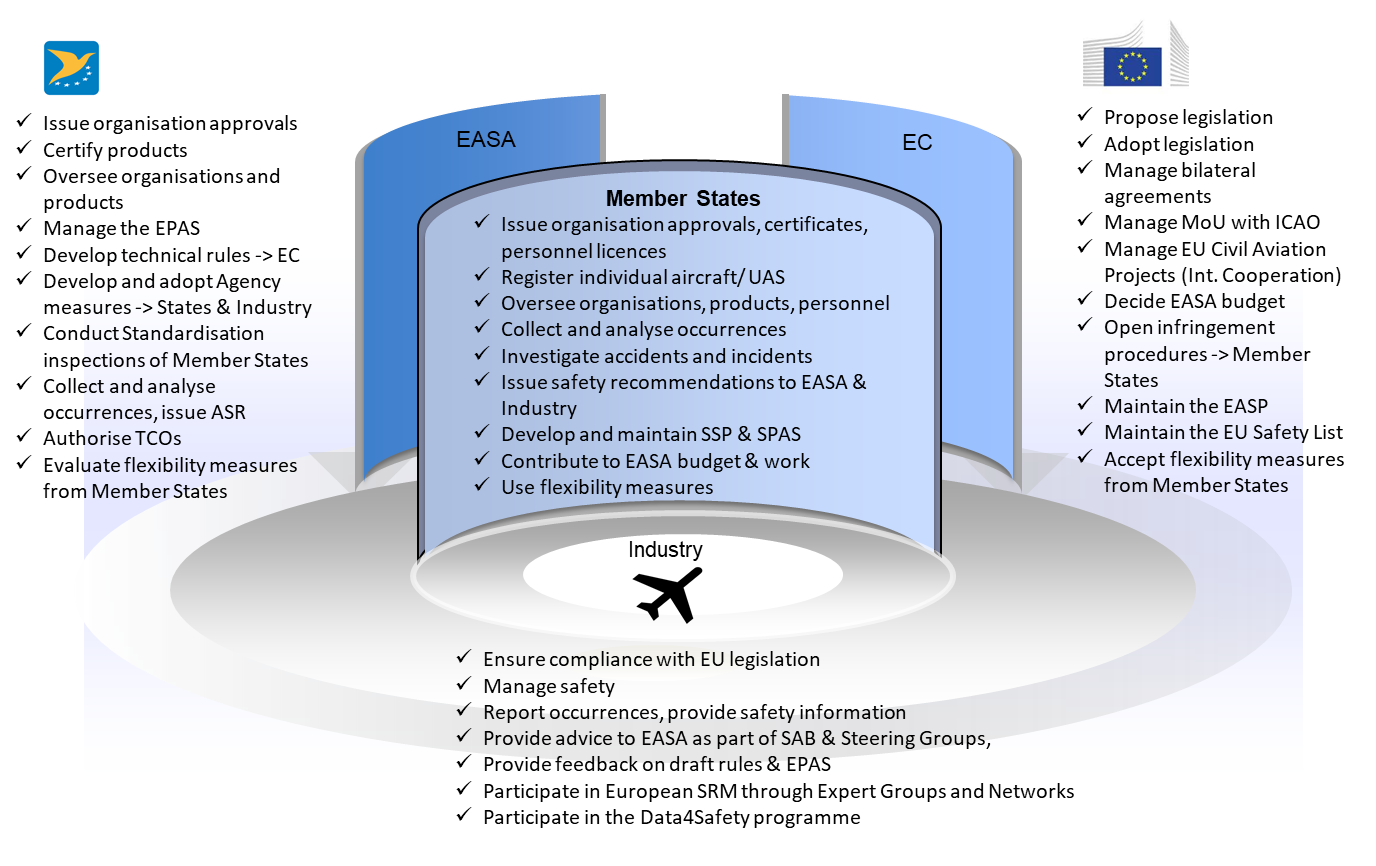 EASA
✓ Issue organisation approvals
✓ Certify products
✓ Oversee organisations and
products
✓ Manage the EPAS
✓ Develop technical rules -> EC
✓ Develop and adopt Agency
measures -> States & Industry
✓ Conduct Standardisation
inspections of Member States
✓ Collect and analyse
occurrences, issue ASR
✓ Authorise TCOs
✓ Evaluate flexibility measures
from Member States
Member States
✓ Issue organisation approvals, certificates,
personnel licences
✓ Register individual aircraft/ UAS
✓ Oversee organisations, products, personnel
✓ Collect and analyse occurrences
✓ Investigate accidents and incidents
✓ Issue safety recommendations to EASA &
Industry
✓ Develop and maintain SSP & SPAS
✓ Contribute to EASA budget & work
✓ Use flexibility measures
EC
✓ Propose legislation
✓ Adopt legislation
✓ Manage bilateral
agreements
✓ Manage MoU with ICAO
✓ Manage EU Civil Aviation
Projects (Int. Cooperation)
✓ Decide EASA budget
✓ Open infringement
procedures -> Member
States
✓ Maintain the EASP
✓ Maintain the EU Safety List
✓ Accept flexibility measures
from Member States
Industry
✓ Ensure compliance with EU legislation
✓ Manage safety
✓ Report occurrences, provide safety information
✓ Provide advice to EASA as part of SAB & Steering Groups,
✓ Provide feedback on draft rules & EPAS
✓ Participate in European SRM through Expert Groups and Networks
✓ Participate in the Data4Safety programme